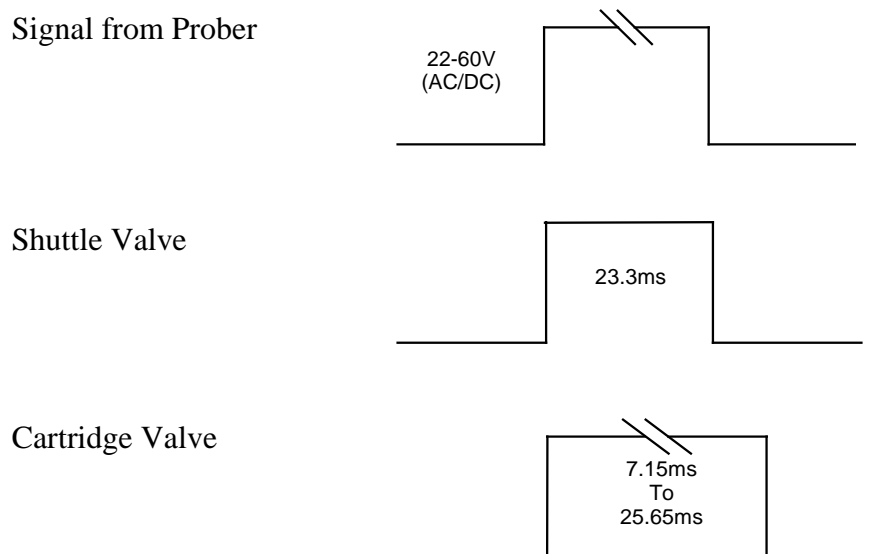 Signal from Prober
22-60V
(AC/DC)
Shuttle Valve
23.3ms
Cartridge Valve
7.15ms
To
25.65ms